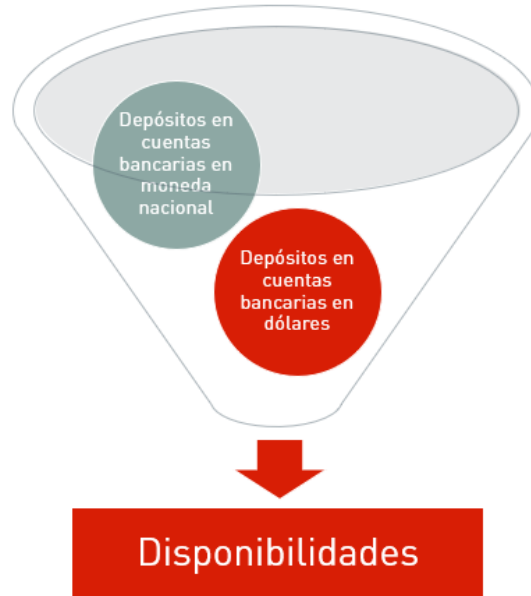 Depósitos en
cuentas
bancarias en
moneda
nacional
Depósitos en
cuentas
bancarias en
dólares
Disponibilidades